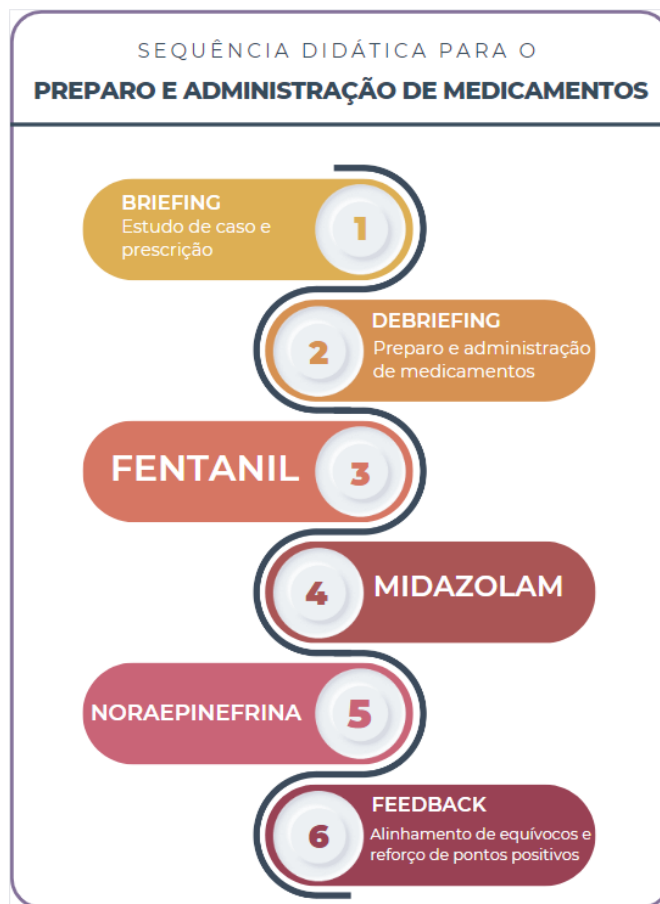 SEQUÊNCIA DIDÁTICA PARA O
PREPARO E ADMINISTRAÇÃO DE MEDICAMENTOS
BRIEFING
Estudo de caso e
prescrição
1
DEBRIEFING
Preparo e administração
de medicamentos
2
FENTANIL
3
MIDAZOLAM
4
NORAEPINEFRINA
5
FEEDBACK
Alinhamento de equívocos e
reforço de pontos positivos
6